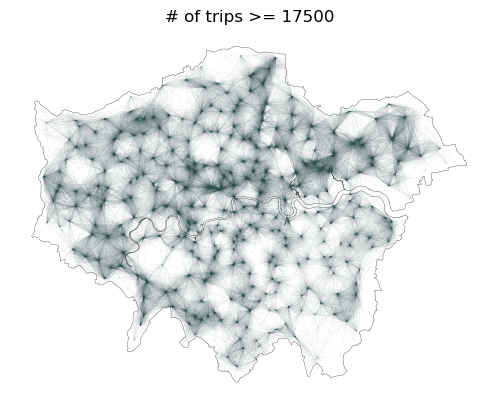 # of trips >= 17500